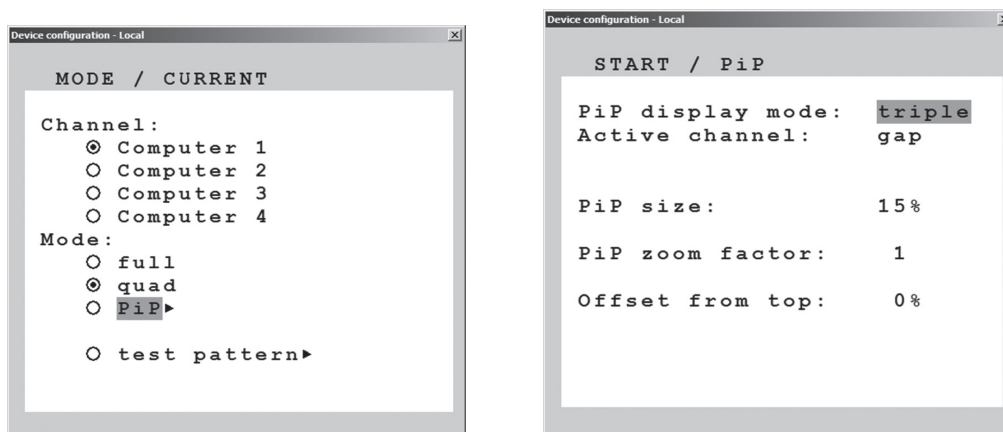 Device configuration - Local
MODE / CURRENT
Channel:
Computer 1
Computer 2
Computer 3
Computer 4
Mode:
full
quad
PiP
test pattern
Device configuration - Local
START / PiP
PiP display mode: triple
Active channel: gap
PiP size: 15%
PiP zoom factor: 1
Offset from top: 0%